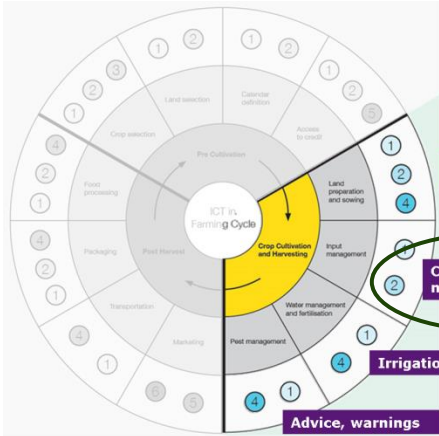 1
2
1
2
3
2
1
1
2
5
Land selection
Calendar definition
Crop selection
Access to credit
4
2
1
Pre Cultivation
1
2
4
Food processing
Land preparation and sowing
ICT in
Farming Cycle
4
2
1
Packaging
Post Harvest
Crop Cultivation
and Harvesting
Input management
1
2
Transportation
Water management and fertilisation
4
1
Marketing
Pest management
1
4
Irrigatio
6
5
4
1
Advice, warnings